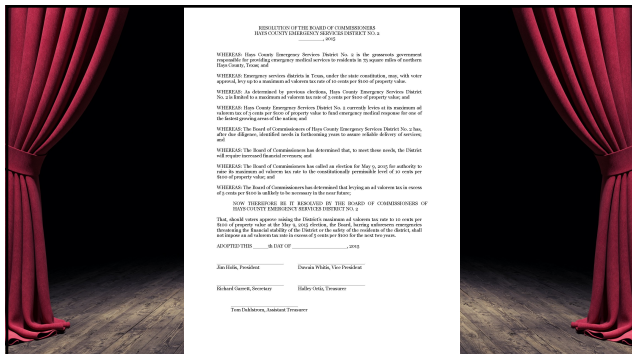 RESOLUTION OF THE BOARD OF COMMISSIONERS
HAYS COUNTY EMERGENCY SERVICES DISTRICT NO. 2
__________, 2015
WHEREAS: Hays County Emergency Services District No. 2 is the grassroots government
responsible for providing emergency medical services to residents in 75 square miles of northern
Hays County, Texas; and
WHEREAS: Emergency services districts in Texas, under the state constitution, may, with voter
approval, levy up to a maximum ad valorem tax rate of 10 cents per $100 of property value.
WHEREAS: As determined by previous elections, Hays County Emergency Services District
No. 2 is limited to a maximum ad valorem tax rate of 3 cents per $100 of property value; and
WHEREAS: Hays County Emergency Services District No. 2 currently levies at its maximum ad
valorem tax of 3 cents per $100 of property value to fund emergency medical response for one of
the fastest growing areas of the nation; and
WHEREAS: The Board of Commissioners of Hays County Emergency Services District No. 2 has,
after due diligence, identified needs in forthcoming years to assure reliable delivery of services;
and
WHEREAS: The Board of Commissioners has determined that, to meet these needs, the District
will require increased financial revenues; and
WHEREAS: The Board of Commissioners has called an election for May 9, 2015 for authority to
raise its maximum ad valorem tax rate to the constitutionally permissible level of 10 cents per
$100 of property value; and
WHEREAS: The Board of Commissioners has determined that levying an ad valorem tax in excess
of 5 cents per $100 is unlikely to be necessary in the near future;
NOW THEREFORE BE IT RESOLVED BY THE BOARD OF COMMISSIONERS OF
HAYS COUNTY EMERGENCY SERVICES DISTRICT NO. 2
That, should voters approve raising the District's maximum ad valorem tax rate to 10 cents per
$100 of property value at the May 9, 2015 election, the Board, barring unforeseen emergencies
threatening the financial stability of the District or the safety of the residents of the district, shall
not impose an ad valorem tax rate in excess of 5 cents per $100 for the next two years.
ADOPTED THIS ______th DAY OF ____________________, 2015
Jim Hollis, President Dawain Whitis, Vice President
Richard Garrett, Secretary Halley Ortiz, Treasurer
Tom Dahlstrom, Assistant Treasurer